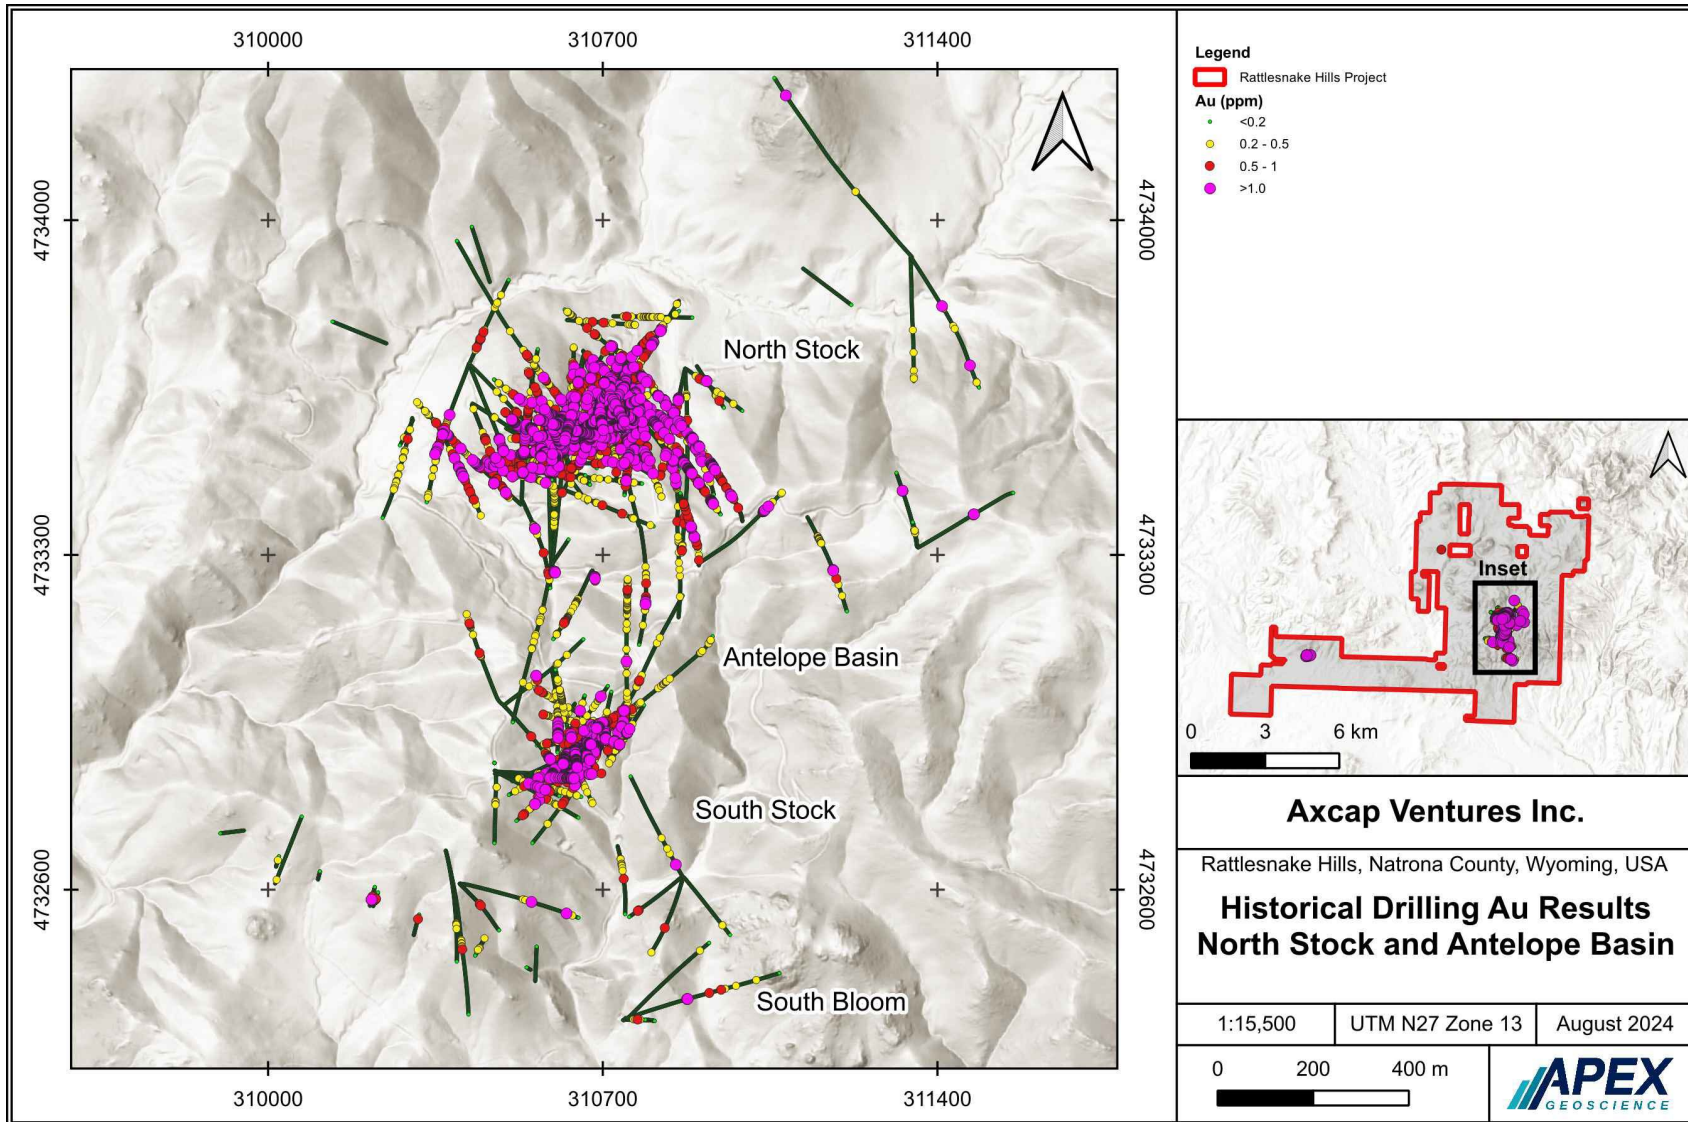 310000
310700
311400
4734000
4733300
4732600
4734000
4733300
4732600
North Stock
Antelope Basin
South Stock
South Bloom
310000
310700
311400
Legend
Rattlesnake Hills Project
Au (ppm)
<0.2
0.2 - 0.5
0.5 - 1
>1.0
Inset
0 3 6 km
Axcap Ventures Inc.
Rattlesnake Hills, Natrona County, Wyoming, USA
Historical Drilling Au Results
North Stock and Antelope Basin
1:15,500
UTM N27 Zone 13
August 2024
0 200 400 m
APEX
GEOSCIENCE